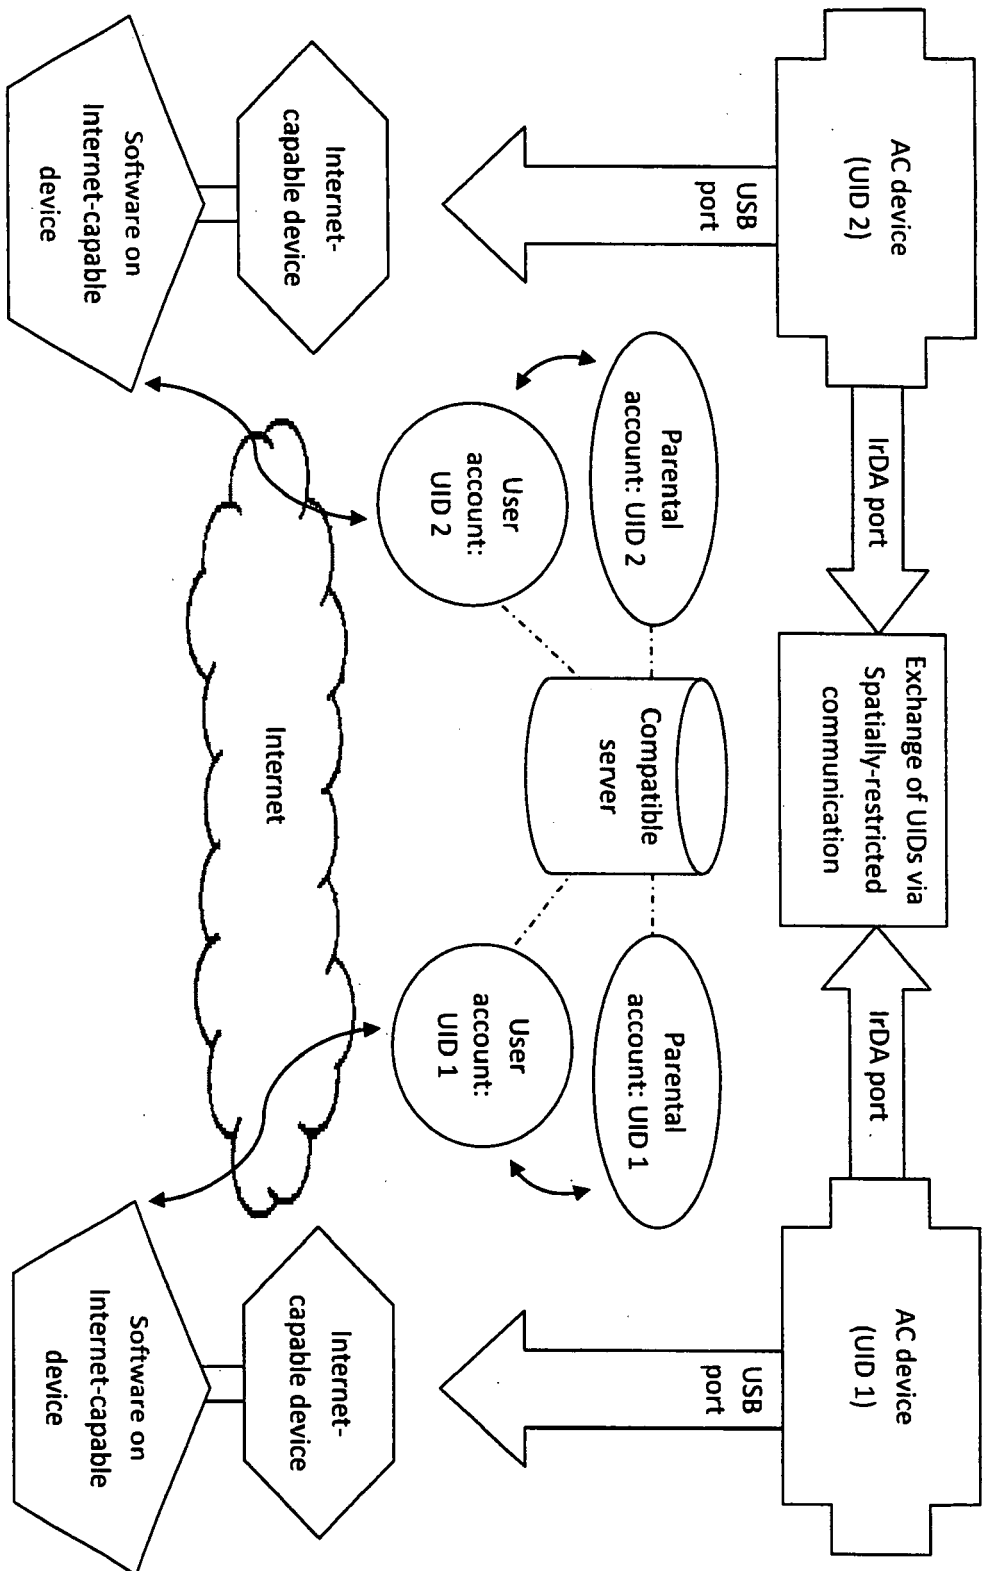 AC device
(UID 2)
IrDA port
Exchange of UIDs via
Spatially-restricted
communication
IrDA port
AC device
(UID 1)
USB
port
USB
port
Parental
account: UID 2
Compatible
server
Parental
account: UID 1
User
account:
UID 2
User
account:
UID 1
Internet-
capable device
Internet
Internet-
capable device
Software on
Internet-capable
device
Software on
Internet-capable
device